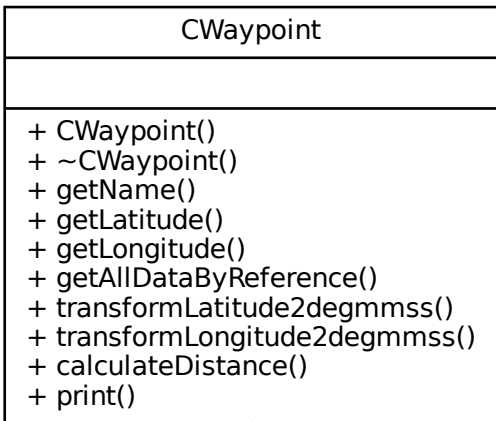 CWaypoint
+ CWaypoint()
+ ~CWaypoint()
+ getName()
+ getLatitude()
+ getLongitude()
+ getAllDataByReference()
+ transformLatitude2degmmss()
+ transformLongitude2degmmss()
+ calculateDistance()
+ print()